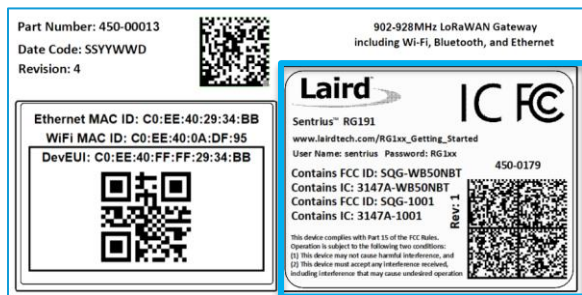 Part Number: 450-00013
Date Code: SSYYWWD
Revision: 4
902-928MHz LoRaWAN Gateway
including Wi-Fi, Bluetooth, and Ethernet
Ethernet MAC ID: C0:EE:40:29:34:BB
WiFi MAC ID: C0:EE:40:0A:DF:95
DevEUI: C0:EE:40:FF:FF:29:34:BB
Laird
IC FC
Sentrius™ RG191
www.lairdtech.com/RG1xx_Getting_Started
User Name: sentrius Password: RG1xx
450-0179
Contains FCC ID: SQG-WB50NBT
Contains IC: 3147A-WB50NBT
Contains FCC ID: SQG-1001
Contains IC: 3147A-1001
Rev: 1
This device complies with Part 15 of the FCC Rules.
Operation is subject to the following two conditions:
(1) This device may not cause harmful interference, and
(2) This device must accept any interference received,
including interference that may cause undesired operation